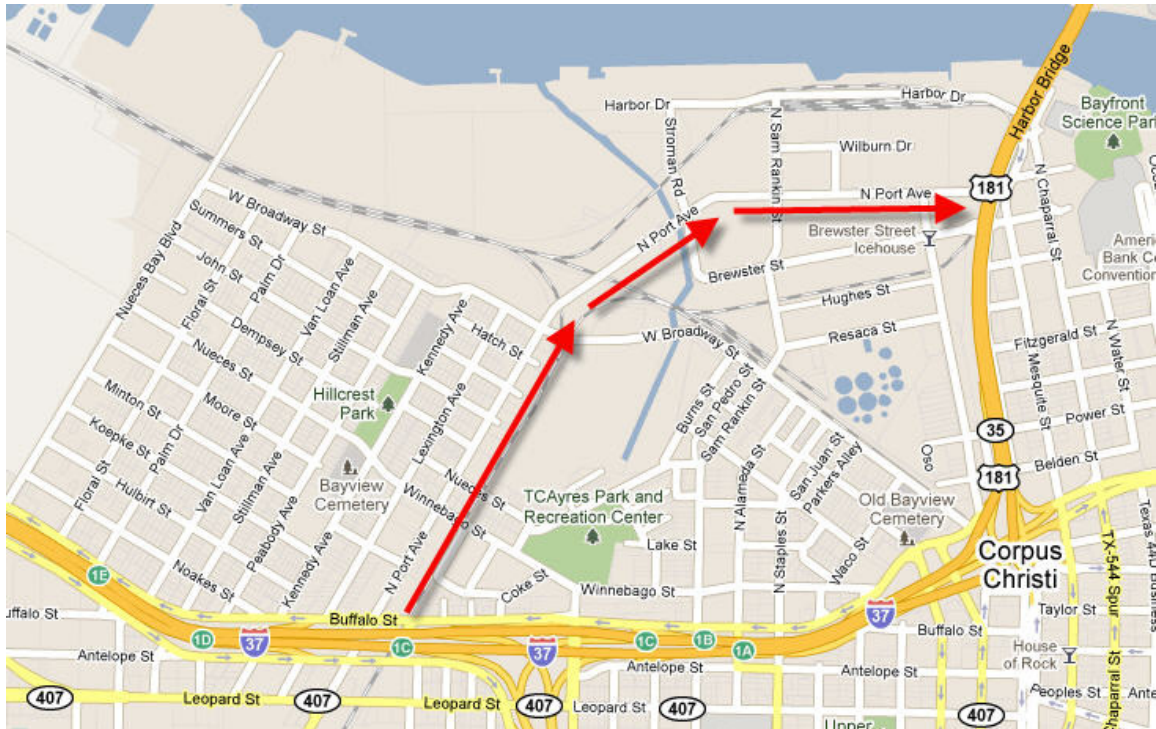 Harbor Bridge
Harbor Dr
Harbor Dr
Bayfront
Science Park
Stroman Rd
N Sam Rankin St
Wilburn Dr
N Port Ave
181
N Chaparral St
W Broadway St
Summers St
John St
Dempsey St
Nueces St
Nueces Bay Blvd
Floral St
Palm Dr
Van Loan Ave
Stillman Ave
N Port Ave
Brewster Street
Icehouse
Brewster St
Ameri
Bank Ce
Convention
Hughes St
Kennedy Ave
Hatch St
W Broadway St
Resaca St
Fitzgerald St
N Water St
Mesquite St
Hillcrest
Park
Minton St
Moore St
Koepke St
Palm Dr
Hulbirt St
Floral St
Van Loan Ave
Stillman Ave
Lexington Ave
Burns St
San Pedro St
Sam Rankin St
Power St
35
Oso
Belden St
181
Bayview
Cemetery
Nueces St
Winnebago St
TCAyres Park and
Recreation Center
N Alameda St
San Juan St
Parkers Alley
Old Bayview
Cemetery
Peabody Ave
Kennedy Ave
N Port Ave
Lake St
N Staples St
Waco St
Corpus
Christi
TX-544 Spur
Texas 44D Business
1E
Noakes St
Coke St
Winnebago St
Buffalo St
uffalo St
1D
37
1C
37
1C
1B
1A
37
Buffalo St
Taylor St
House
of Rock
Antelope St
Antelope St
Antelope St
Chaparral St
Peoples St
Ante
407
Leopard St
407
Leopard St
407
407
Upper